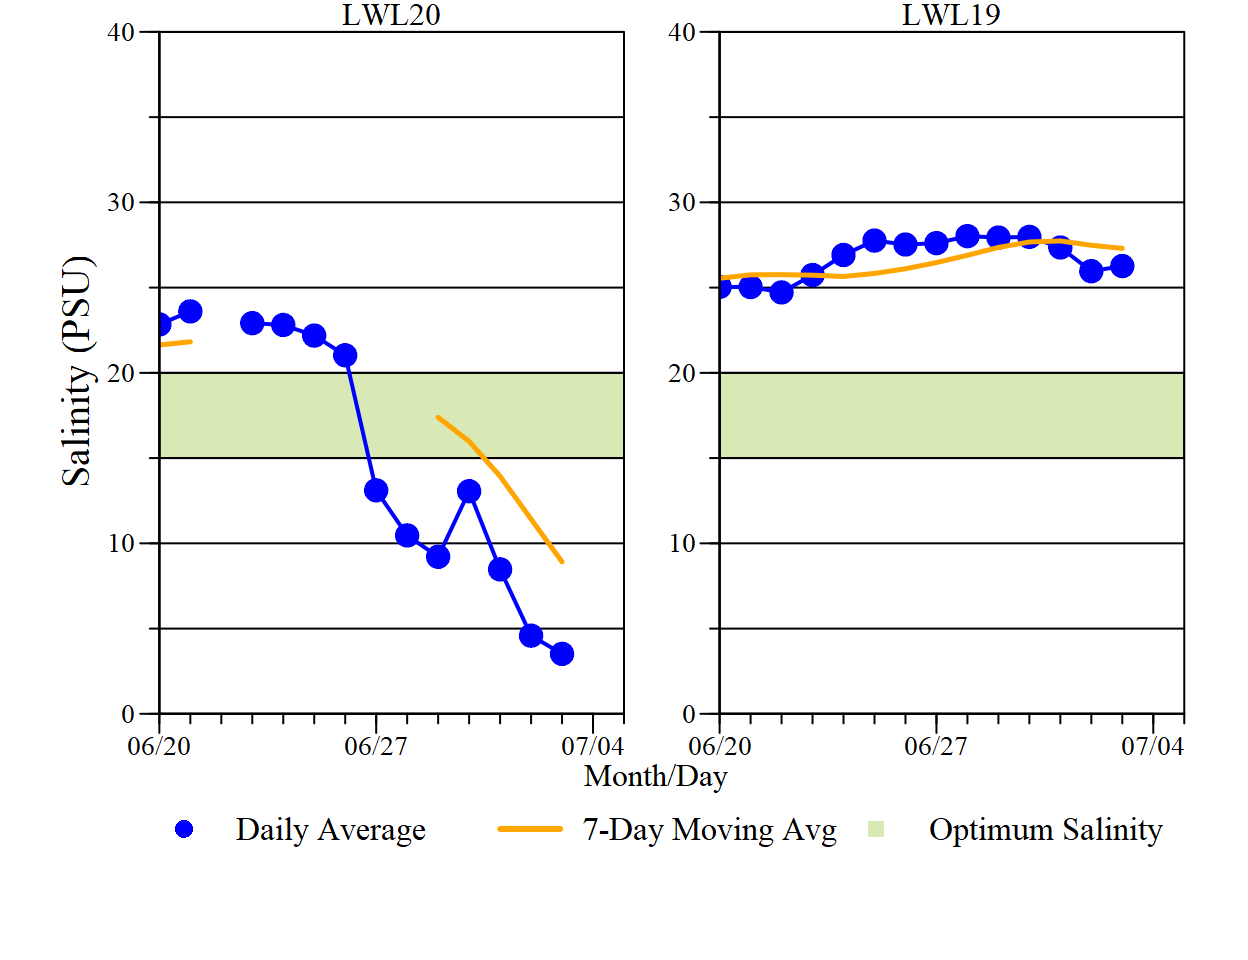 LWL20
LWL19
40
30
20
10
0
40
30
20
10
0
Salinity (PSU)
06/20
06/27
07/04
06/20
06/27
07/04
Month/Day
Daily Average
7-Day Moving Avg
Optimum Salinity